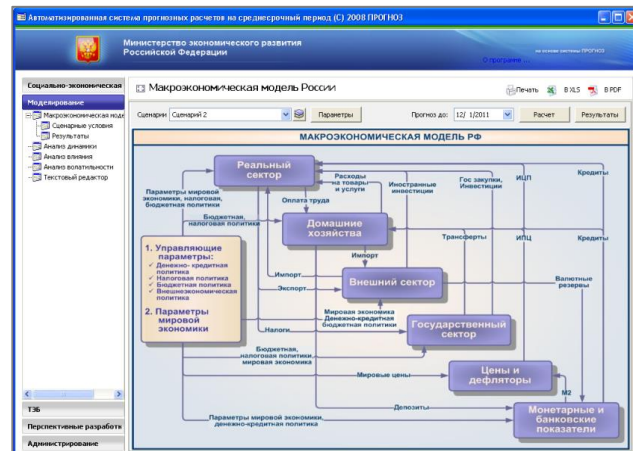 Автоматизированная система прогнозных расчетов на среднесрочный период (C) 2008 ПРОГНОЗ
Министерство экономического развития
Российской Федерации
на основе системы ПРОГНОЗ
О программе ...
Социально-экономическая
Моделирование
Макроэкономическая моде
Сценарные условия
Результаты
Анализ динамики
Анализ влияния
Анализ волатильности
Текстовый редактор
ТЭБ
Перспективные разработк
Администрирование
Макроэкономическая модель России
Печать
В XLS
В PDF
Сценарии
Сценарий 2
Параметры
Прогноз до:
12/ 1/2011
Расчет
Результаты
МАКРОЭКОНОМИЧЕСКАЯ МОДЕЛЬ РФ
Реальный
сектор
Расходы
на товары
и услуги
Иностранные
инвестиции
Гос закупки,
Инвестиции
ИЦП
Кредиты
Параметры мировой
экономики, налоговая,
бюджетная политики
Оплата труда
Бюджетная,
налоговая политики
Домашние
хозяйства
Трансферты
ИПЦ
Кредиты
1. Управляющие
параметры:
Денежно- кредитная
политика
Налоговая политика
Бюджетная политика
Внешнеэкономическая
политика
2. Параметры
мировой
экономики
Импорт
Импорт
Экспорт
Внешний сектор
Валютные
резервы
Мировая экономика
Денежно-кредитная
бюджетная политики
Налоги
Государственный
сектор
Бюджетная,
налоговая политики,
мировая экономика
Мировые цены
Цены и
дефляторы
М2
Депозиты
Параметры мировой экономики,
денежно-кредитная политика
Монетарные и
банковские
показатели